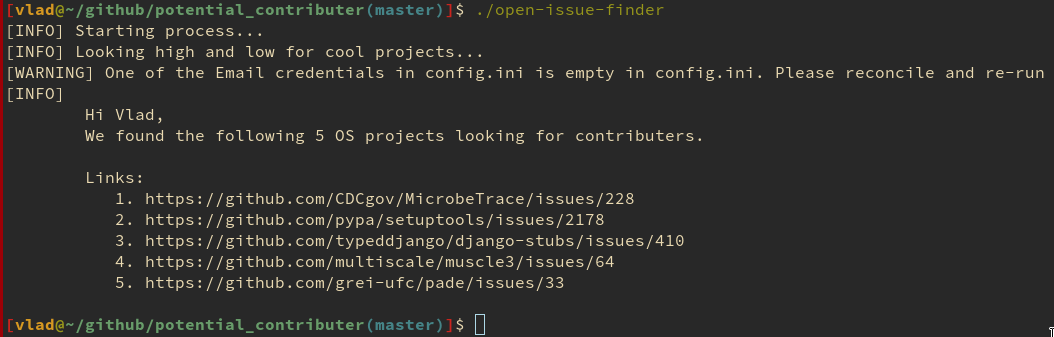 [vlad@~/github/potential_contributer(master)]$ ./open-issue-finder
[INFO] Starting process...
[INFO] Looking high and low for cool projects...
[WARNING] One of the Email credentials in config.ini is empty in config.ini. Please reconcile and re-run
[INFO]
Hi Vlad,
We found the following 5 OS projects looking for contributers.
Links:
1. https://github.com/CDCgov/MicrobeTrace/issues/228
2. https://github.com/pypa/setuptools/issues/2178
3. https://github.com/typeddjango/django-stubs/issues/410
4. https://github.com/multiscale/muscle3/issues/64
5. https://github.com/grei-ufc/pade/issues/33
[vlad@~/github/potential_contributer(master)]$